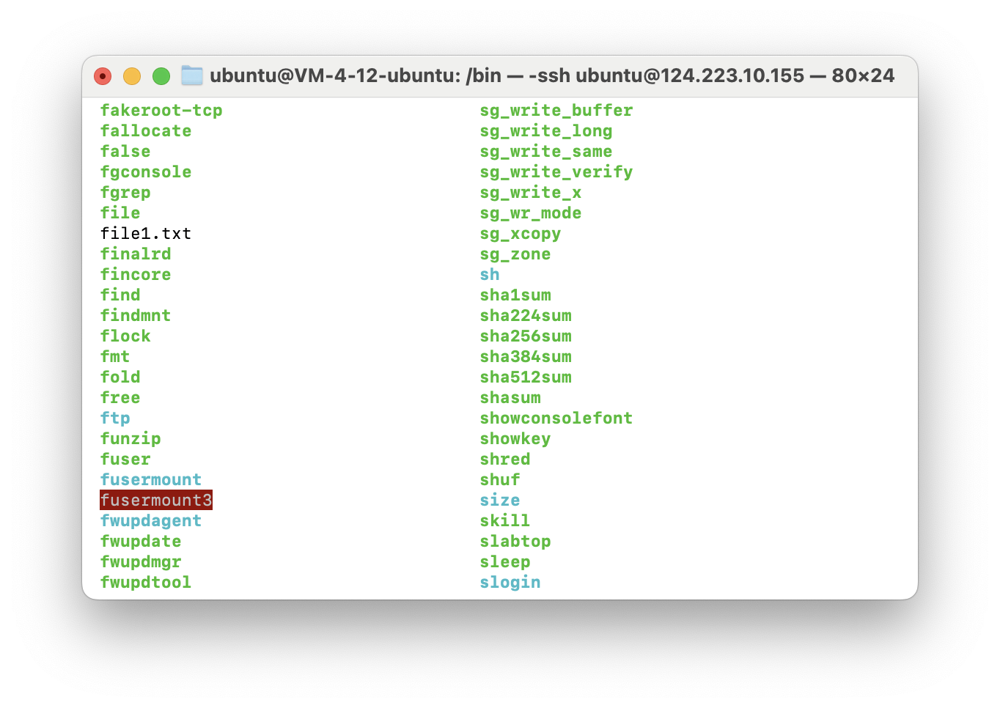 ubuntu@VM-4-12-ubuntu: /bin — -ssh ubuntu@124.223.10.155 — 80×24
fakeroot-tcp sg_write_buffer
fallocate sg_write_long
false sg_write_same
fgconsole sg_write_verify
fgrep sg_write_x
file sg_wr_mode
file1.txt sg_xcopy
finalrd sg_zone
fincore sh
find sha1sum
findmnt sha224sum
flock sha256sum
fmt sha384sum
fold sha512sum
free shasum
ftp showconsolefont
funzip showkey
fuser shred
fusermount shuf
fusermount3 size
fwupdagent skill
fwupdate slabtop
fwupdmgr sleep
fwupdtool slogin